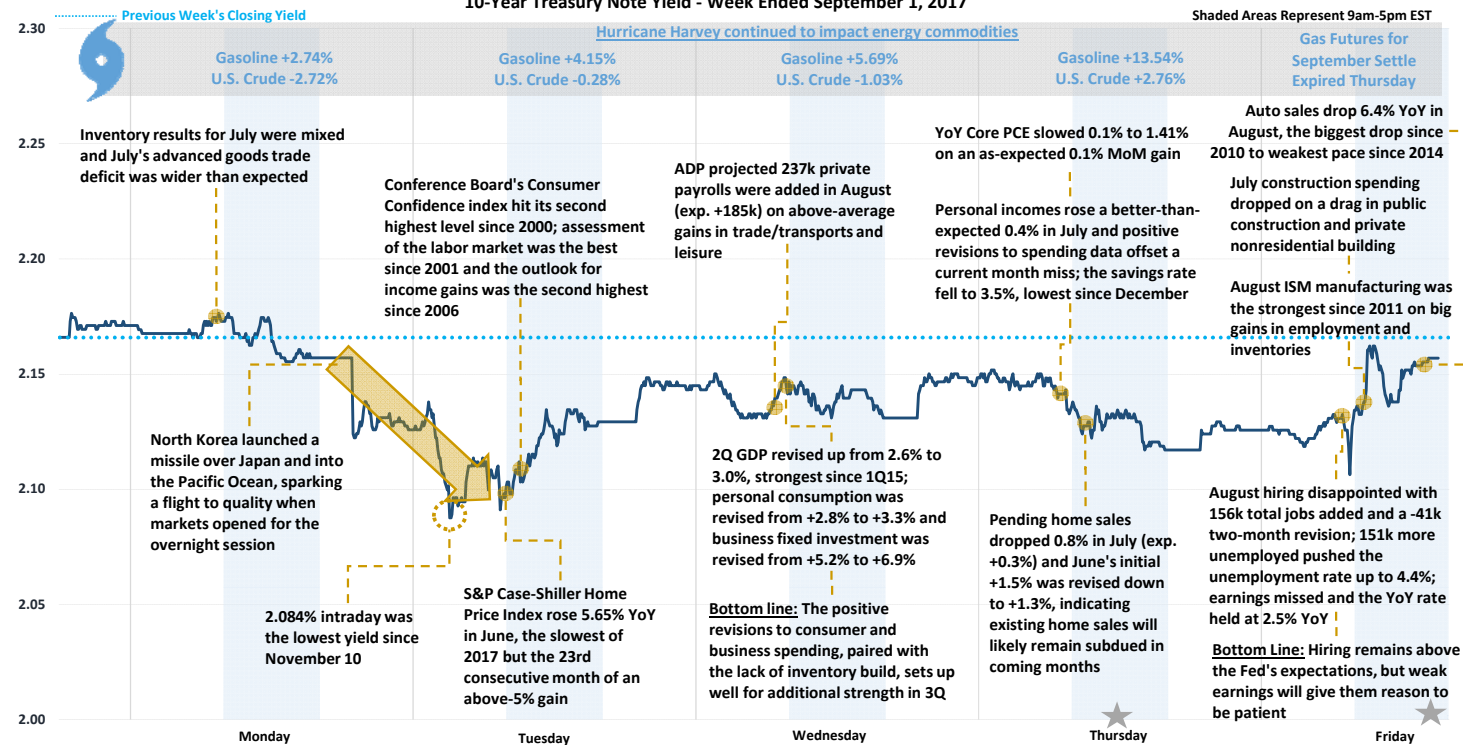 10-Year Treasury Note Yield - Week Ended September 1, 2017
Previous Week's Closing Yield
Shaded Areas Represent 9am-5pm EST
Hurricane Harvey continued to impact energy commodities
Gasoline +2.74%
U.S. Crude -2.72%
Gasoline +4.15%
U.S. Crude -0.28%
Gasoline +5.69%
U.S. Crude -1.03%
Gasoline +13.54%
U.S. Crude +2.76%
Gas Futures for
September Settle
Expired Thursday
2.30
2.25
2.20
2.15
2.10
2.05
2.00
Inventory results for July were mixed
and July's advanced goods trade
deficit was wider than expected
North Korea launched a
missile over Japan and into
the Pacific Ocean, sparking
a flight to quality when
markets opened for the
overnight session
2.084% intraday was
the lowest yield since
November 10
Conference Board's Consumer
Confidence index hit its second
highest level since 2000; assessment
of the labor market was the best
since 2001 and the outlook for
income gains was the second highest
since 2006
S&P Case-Shiller Home
Price Index rose 5.65% YoY
in June, the slowest of
2017 but the 23rd
consecutive month of an
above-5% gain
ADP projected 237k private
payrolls were added in August
(exp. +185k) on above-average
gains in trade/transports and
leisure
2Q GDP revised up from 2.6% to
3.0%, strongest since 1Q15;
personal consumption was
revised from +2.8% to +3.3% and
business fixed investment was
revised from +5.2% to +6.9%
Bottom line: The positive
revisions to consumer and
business spending, paired with
the lack of inventory build, sets up
well for additional strength in 3Q
YoY Core PCE slowed 0.1% to 1.41%
on an as-expected 0.1% MoM gain
Personal incomes rose a better-than-
expected 0.4% in July and positive
revisions to spending data offset a
current month miss; the savings rate
fell to 3.5%, lowest since December
Pending home sales
dropped 0.8% in July (exp.
+0.3%) and June's initial
+1.5% was revised down
to +1.3%, indicating
existing home sales will
likely remain subdued in
coming months
Auto sales drop 6.4% YoY in
August, the biggest drop since
2010 to weakest pace since 2014
July construction spending
dropped on a drag in public
construction and private
nonresidential building
August ISM manufacturing was
the strongest since 2011 on big
gains in employment and
inventories
August hiring disappointed with
156k total jobs added and a -41k
two-month revision; 151k more
unemployed pushed the
unemployment rate up to 4.4%;
earnings missed and the YoY rate
held at 2.5% YoY
Bottom Line: Hiring remains above
the Fed's expectations, but weak
earnings will give them reason to
be patient
Monday
Tuesday
Wednesday
Thursday
Friday